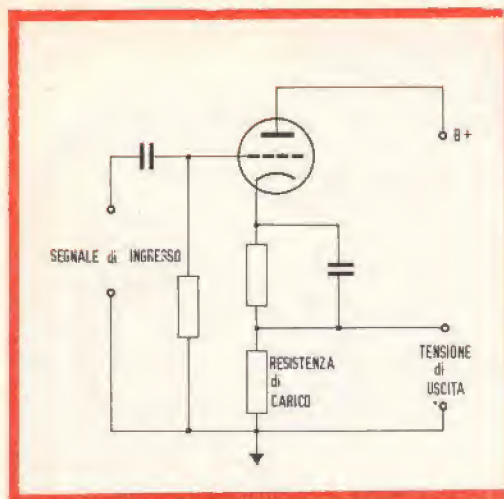 B+
SEGNALE di INGRESSO
RESISTENZA
di
CARICO
TENSIONE
di
USCITA